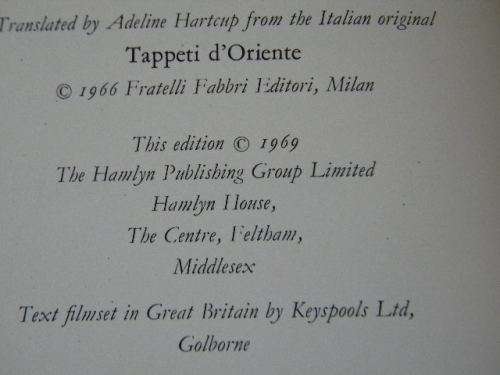 Translated by Adeline Hartcup from the Italian original
Tappeti d'Oriente
© 1966 Fratelli Fabbri Editori, Milan
This edition © 1969
The Hamlyn Publishing Group Limited
Hamlyn House,
The Centre, Feltham,
Middlesex
Text filmset in Great Britain by Keyspools Ltd,
Golborne